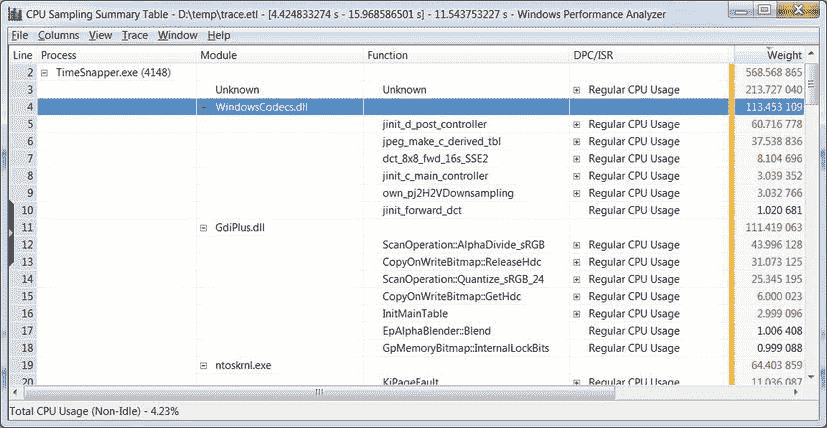 CPU Sampling Summary Table - D:\temp\trace.etl - [4.424833274 s - 15.968586501 s] - 11.543753227 s - Windows Performance Analyzer
File Columns View Trace Window Help
Line Process Module Function DPC/ISR Weight
2 TimeSnapper.exe (4148) 568.568 865
3 Unknown Unknown Regular CPU Usage 213.727 040
4 WindowsCodecs.dll 113.453 109
5 jinit_d_post_controller Regular CPU Usage 60.716 778
6 jpeg_make_c_derived_tbl Regular CPU Usage 37.538 836
7 dct_8x8_fwd_16s_SSE2 Regular CPU Usage 8.104 696
8 jinit_c_main_controller Regular CPU Usage 3.039 352
9 own_pj2H2VDownsampling Regular CPU Usage 3.032 766
10 jinit_forward_dct Regular CPU Usage 1.020 681
11 GdiPlus.dll 111.419 063
12 ScanOperation::AlphaDivide_sRGB Regular CPU Usage 43.996 128
13 CopyOnWriteBitmap::ReleaseHdc Regular CPU Usage 31.073 125
14 ScanOperation::Quantize_sRGB_24 Regular CPU Usage 25.345 195
15 CopyOnWriteBitmap::GetHdc Regular CPU Usage 6.000 023
16 InitMainTable Regular CPU Usage 2.999 096
17 EpAlphaBlender::Blend Regular CPU Usage 1.006 408
18 GpMemoryBitmap::InternalLockBits Regular CPU Usage 0.999 088
19 ntoskrnl.exe 64.403 859
20 KiPageFault Regular CPU Usage 11.036 087
Total CPU Usage (Non-Idle) - 4.23%